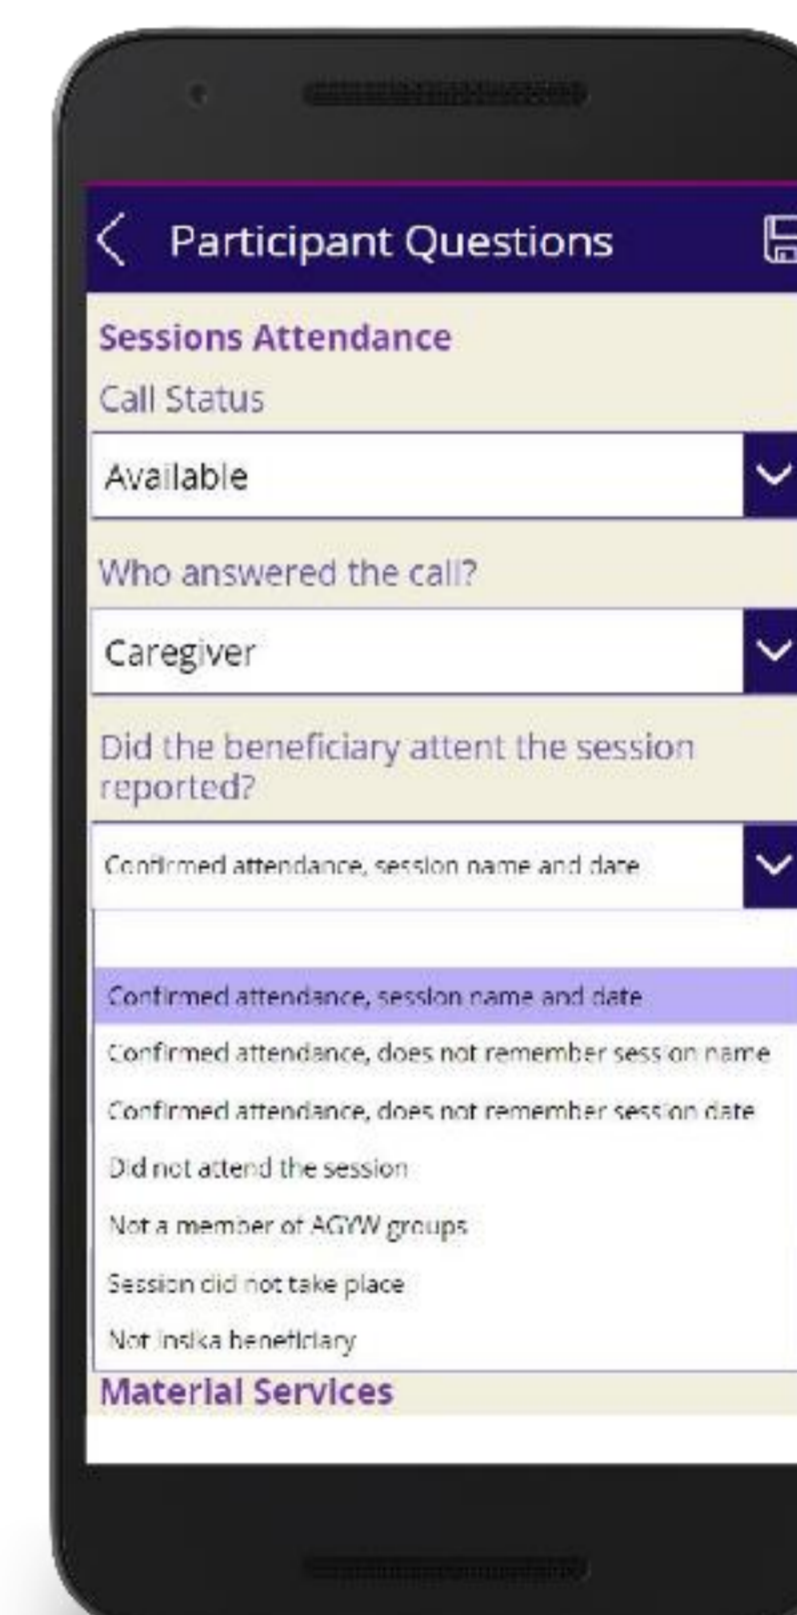 Participant Questions
Sessions Attendance
Call Status
Available
Who answered the call?
Caregiver
Did the beneficiary attent the session
reported?
Confirmed attendance, session name and date
Confirmed attendance, session name and date
Confirmed attendance, does not remember session name
Confirmed attendance, does not remember session date
Did not attend the session
Not a member of AGYW groups
Session did not take place
Not Insika beneficiary
Material Services